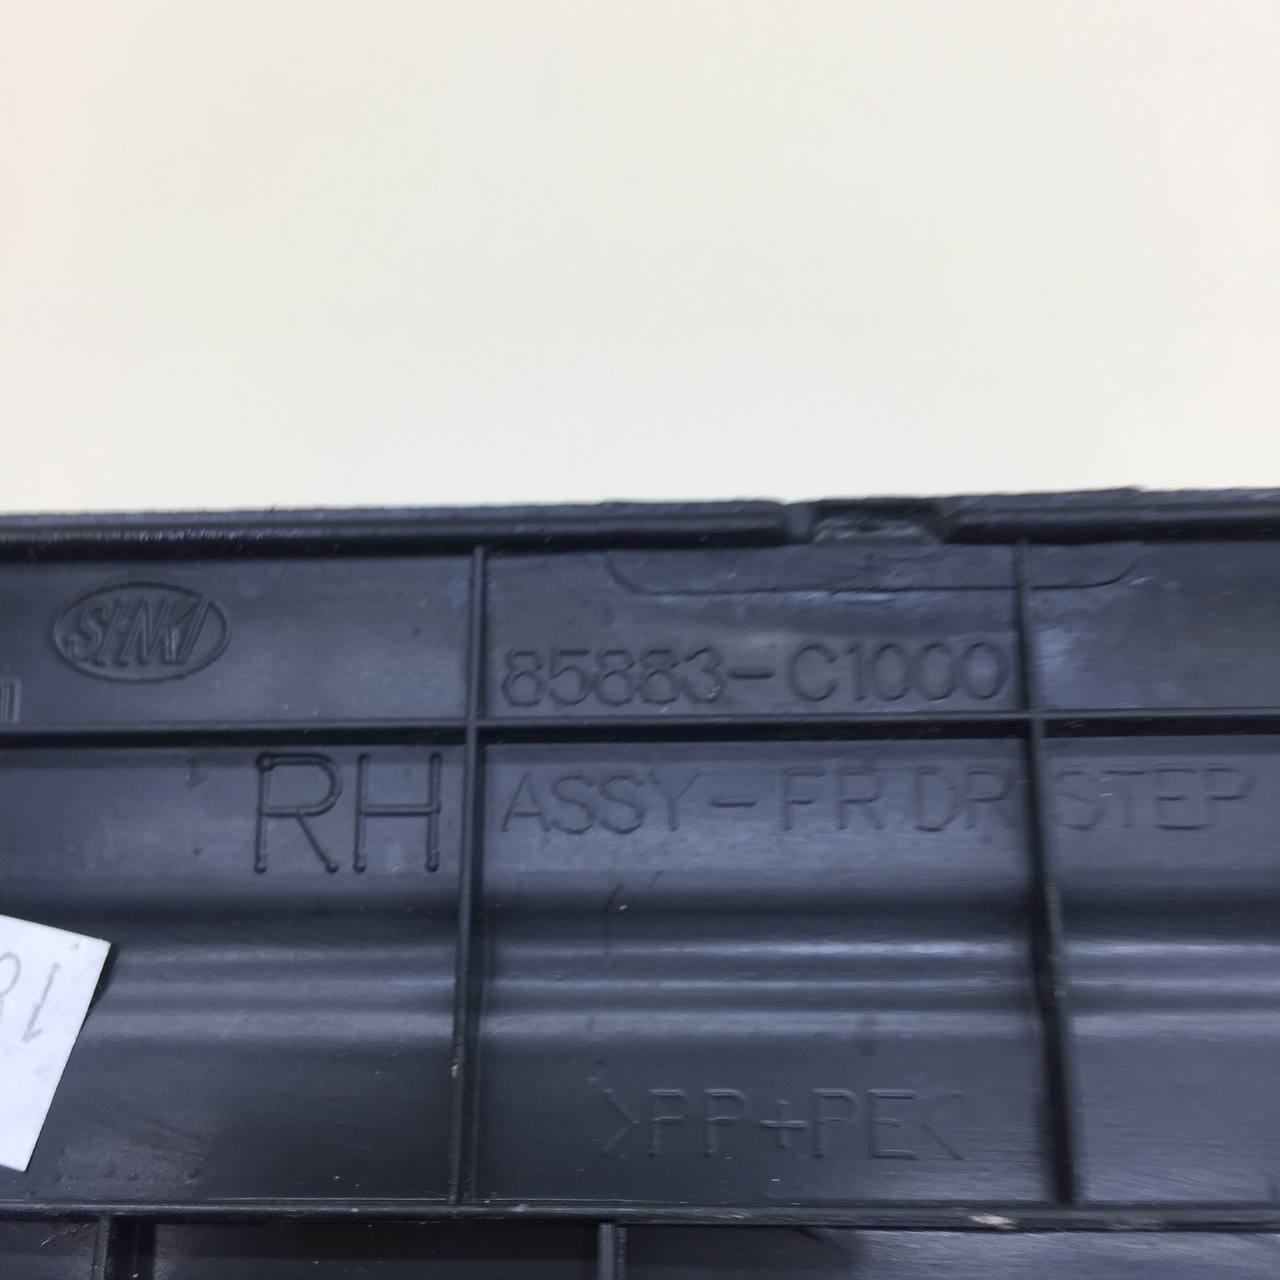 SENKI
85883-C1000
RH
ASSY-FR DR STEP
>PP+PE<